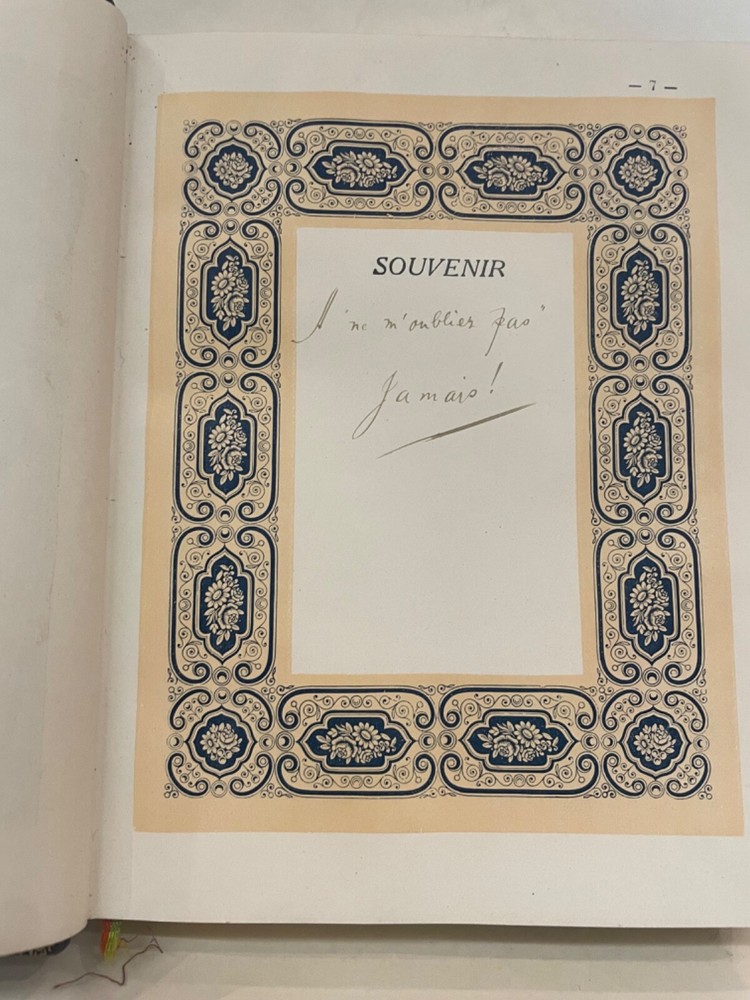 — 7 —
SOUVENIR
A "ne m'oubliez pas"
Jamais!